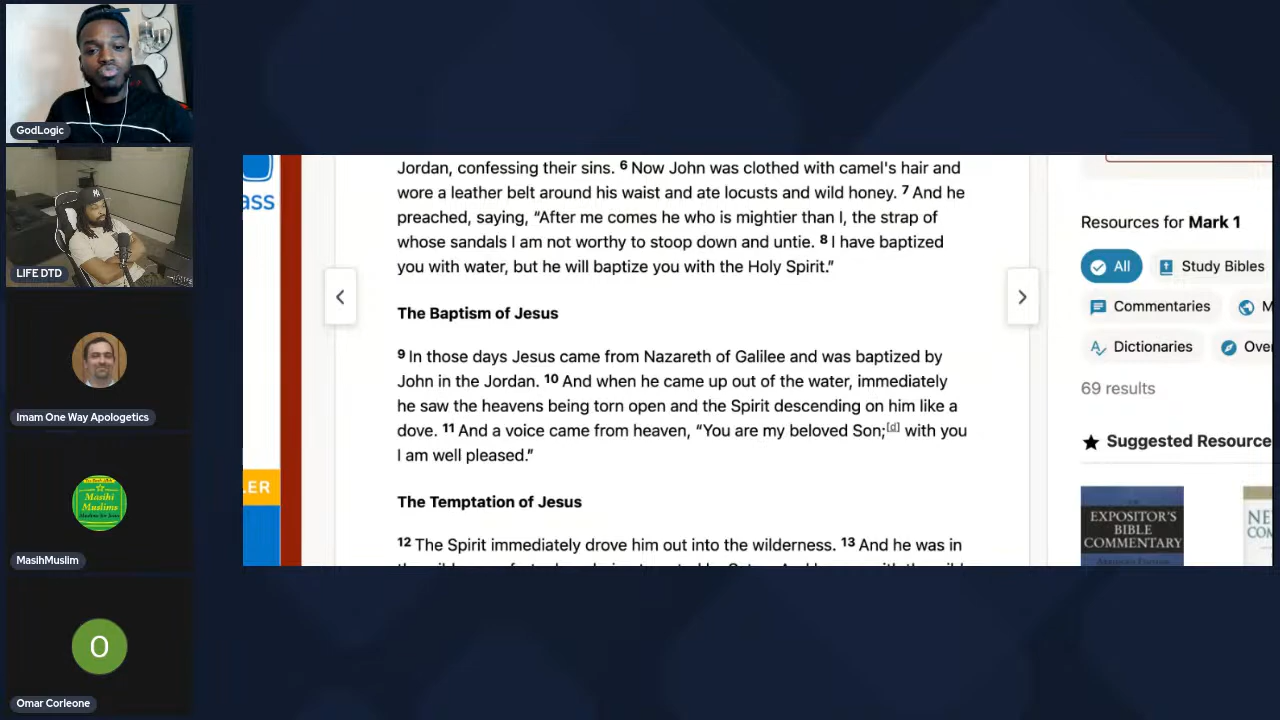 GodLogic
LIFE DTD
Imam One Way Apologetics
Masihi
Muslims
MasihMuslim
O
Omar Corleone
ass
ER
Jordan, confessing their sins. 6 Now John was clothed with camel's hair and
wore a leather belt around his waist and ate locusts and wild honey. 7 And he
preached, saying, “After me comes he who is mightier than I, the strap of
whose sandals I am not worthy to stoop down and untie. 8 I have baptized
you with water, but he will baptize you with the Holy Spirit.”
The Baptism of Jesus
9 In those days Jesus came from Nazareth of Galilee and was baptized by
John in the Jordan. 10 And when he came up out of the water, immediately
he saw the heavens being torn open and the Spirit descending on him like a
dove. 11 And a voice came from heaven, “You are my beloved Son;[d] with you
I am well pleased.”
The Temptation of Jesus
12 The Spirit immediately drove him out into the wilderness. 13 And he was in
Resources for Mark 1
All
Study Bibles
Commentaries
M
Dictionaries
Over
69 results
Suggested Resource
EXPOSITOR'S
BIBLE
COMMENTARY
NE
COM